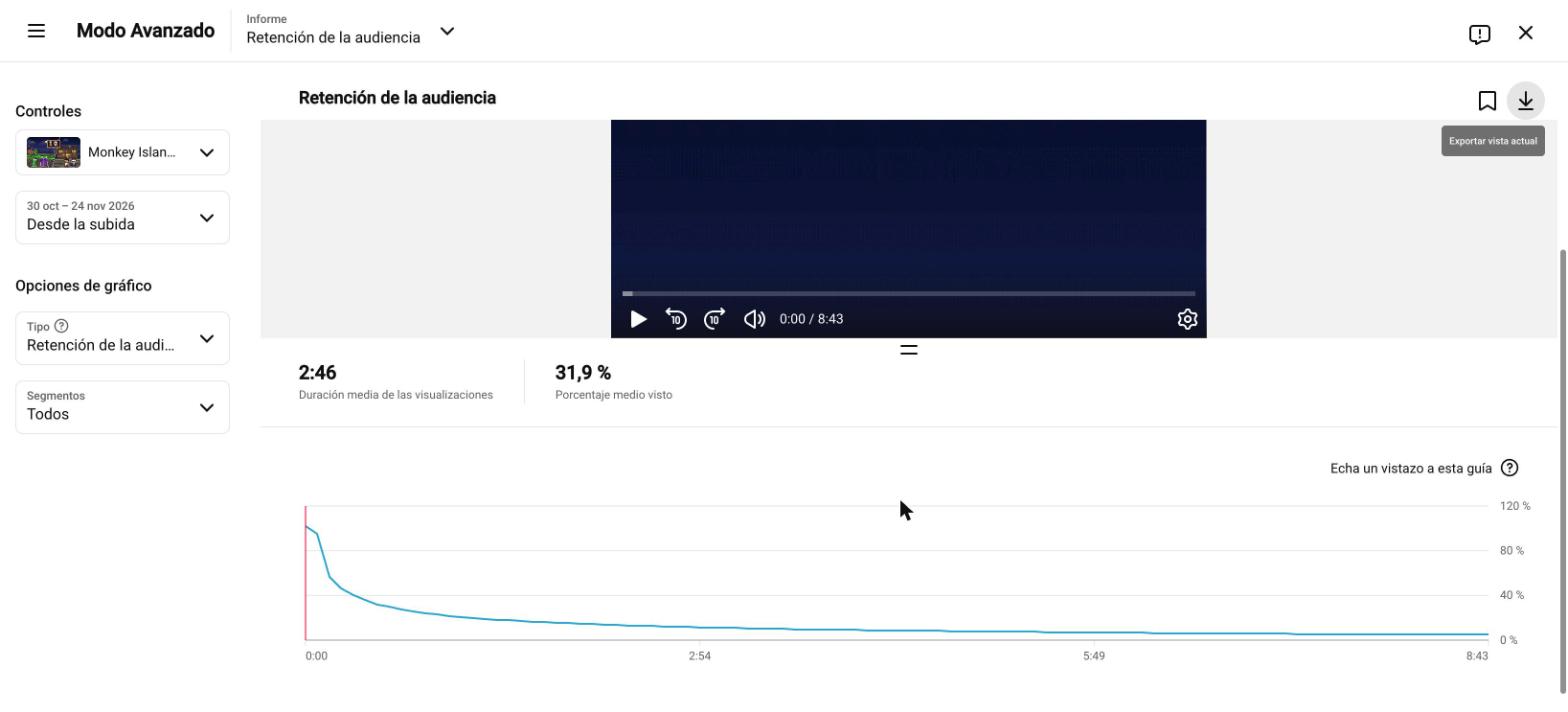 Modo Avanzado
Informe
Retención de la audiencia
Controles
Monkey Islan...
30 oct – 24 nov 2026
Desde la subida
Opciones de gráfico
Tipo
Retención de la audi...
Segmentos
Todos
Retención de la audiencia
Exportar vista actual
10
10
0:00 / 8:43
2:46
Duración media de las visualizaciones
31,9 %
Porcentaje medio visto
Echa un vistazo a esta guía
120 %
80 %
40 %
0 %
0:00
2:54
5:49
8:43